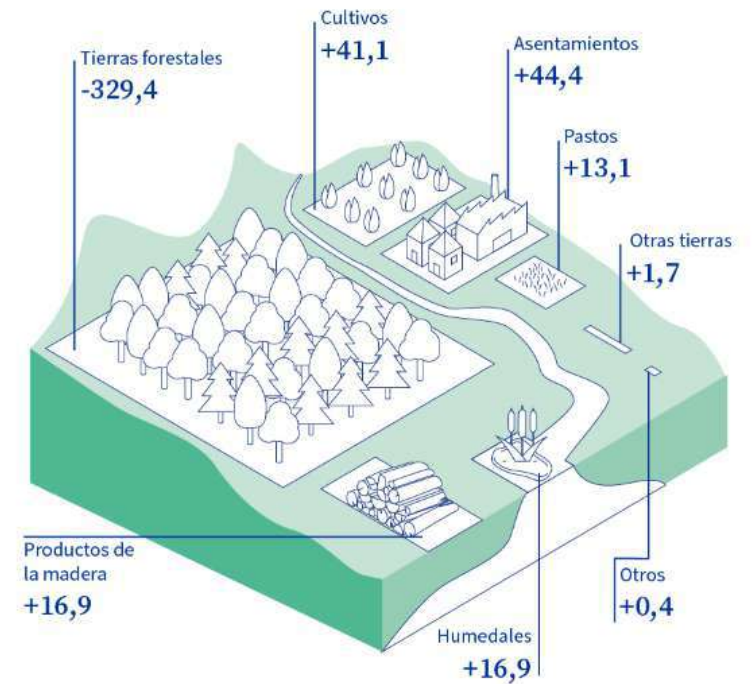 Cultivos
+41,1
Asentamientos
+44,4
Tierras forestales
-329,4
Pastos
+13,1
Otras tierras
+1,7
Productos de
la madera
+16,9
Otros
+0,4
Humedales
+16,9